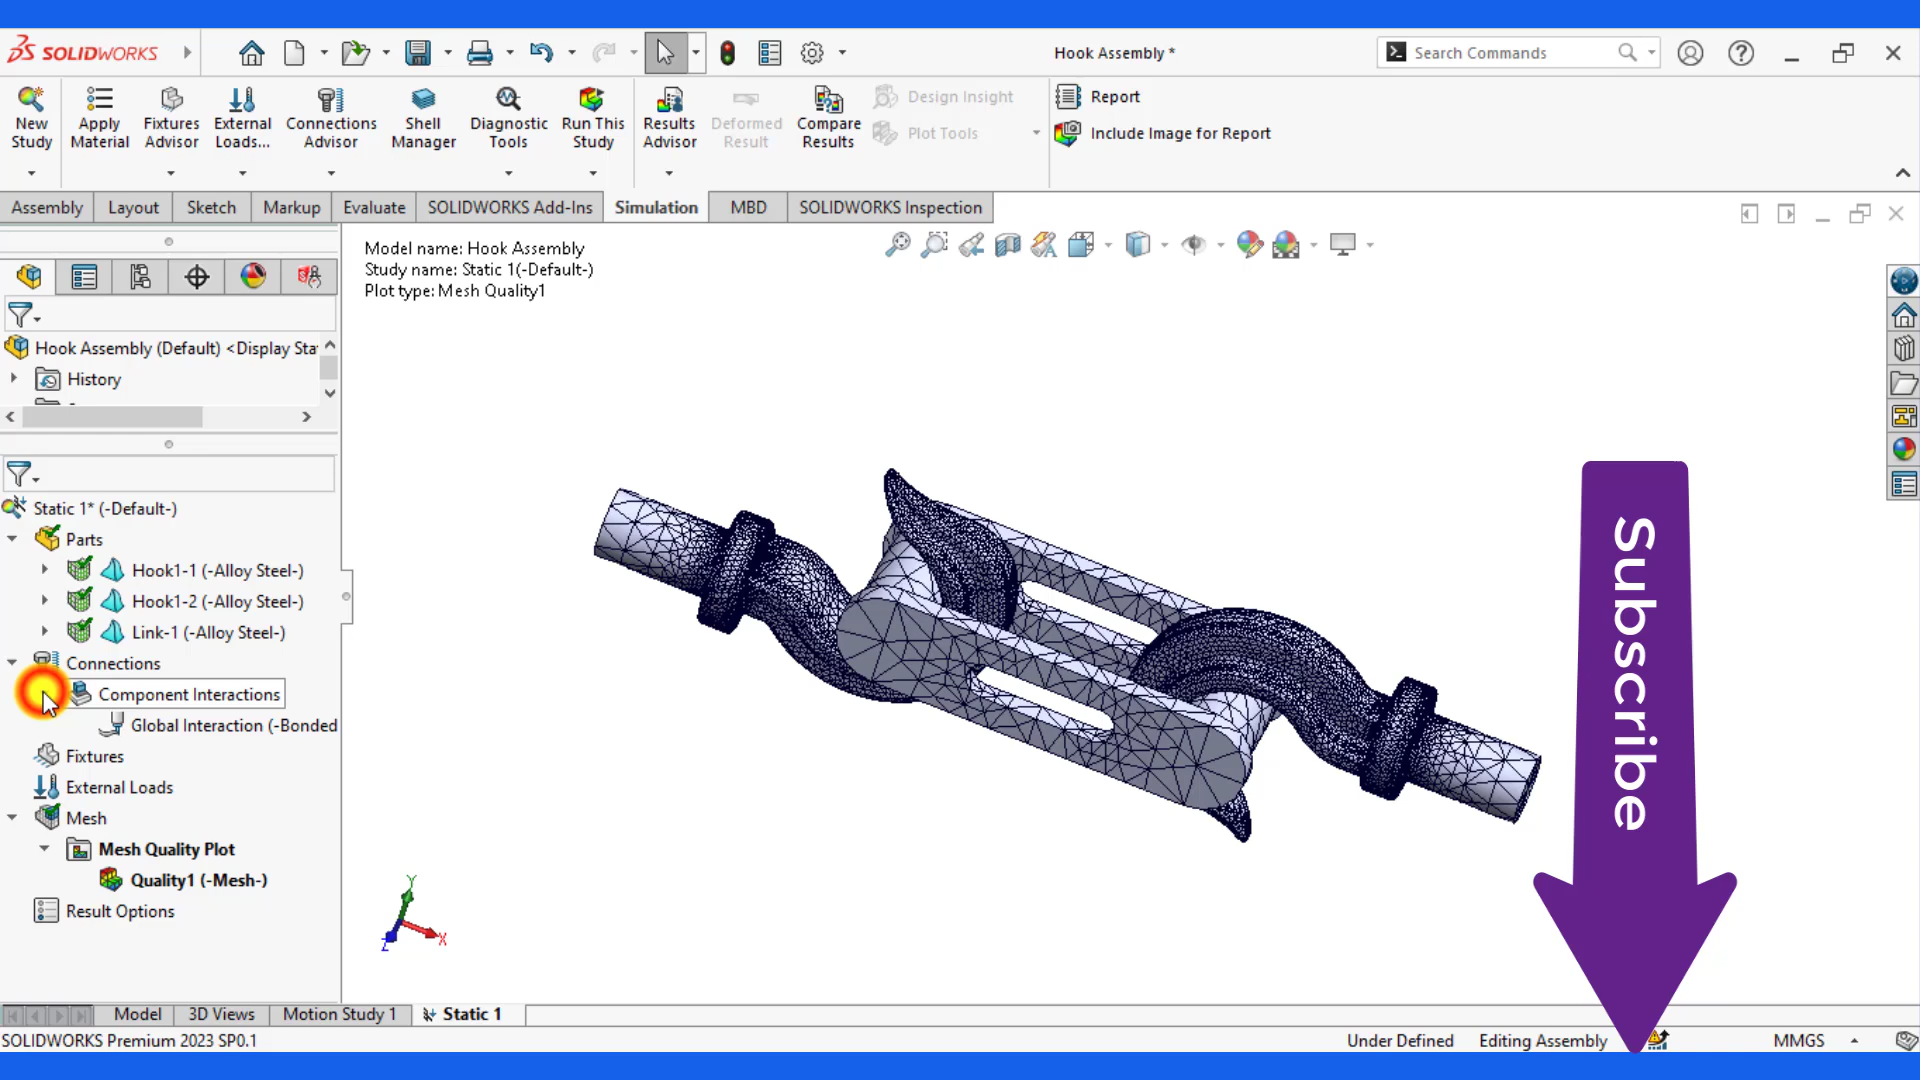 SOLIDWORKS
Hook Assembly *
Search Commands
New Study
Apply Material
Fixtures Advisor
External Loads...
Connections Advisor
Shell Manager
Diagnostic Tools
Run This Study
Results Advisor
Deformed Result
Compare Results
Design Insight
Plot Tools
Report
Include Image for Report
Assembly
Layout
Sketch
Markup
Evaluate
SOLIDWORKS Add-Ins
Simulation
MBD
SOLIDWORKS Inspection
Model name: Hook Assembly
Study name: Static 1(-Default-)
Plot type: Mesh Quality1
Hook Assembly (Default) <Display Sta
History
Static 1* (-Default-)
Parts
Hook1-1 (-Alloy Steel-)
Hook1-2 (-Alloy Steel-)
Link-1 (-Alloy Steel-)
Connections
Component Interactions
Global Interaction (-Bonded
Fixtures
External Loads
Mesh
Mesh Quality Plot
Quality1 (-Mesh-)
Result Options
Y
X
Z
Subscribe
Model
3D Views
Motion Study 1
Static 1
SOLIDWORKS Premium 2023 SP0.1
Under Defined
Editing Assembly
MMGS